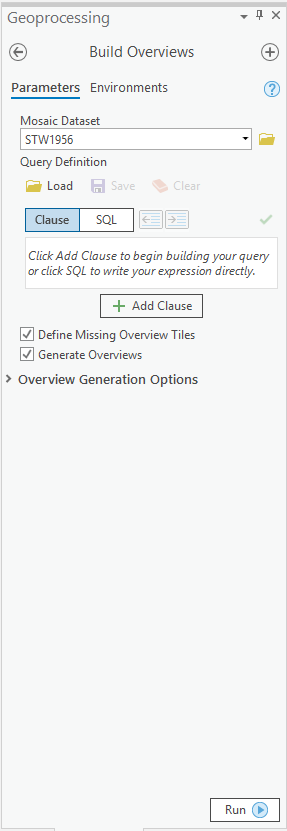 Geoprocessing
Build Overviews
Parameters Environments
Mosaic Dataset
STW1956
Query Definition
Load Save Clear
Clause SQL
Click Add Clause to begin building your query
or click SQL to write your expression directly.
Add Clause
Define Missing Overview Tiles
Generate Overviews
Overview Generation Options
Run